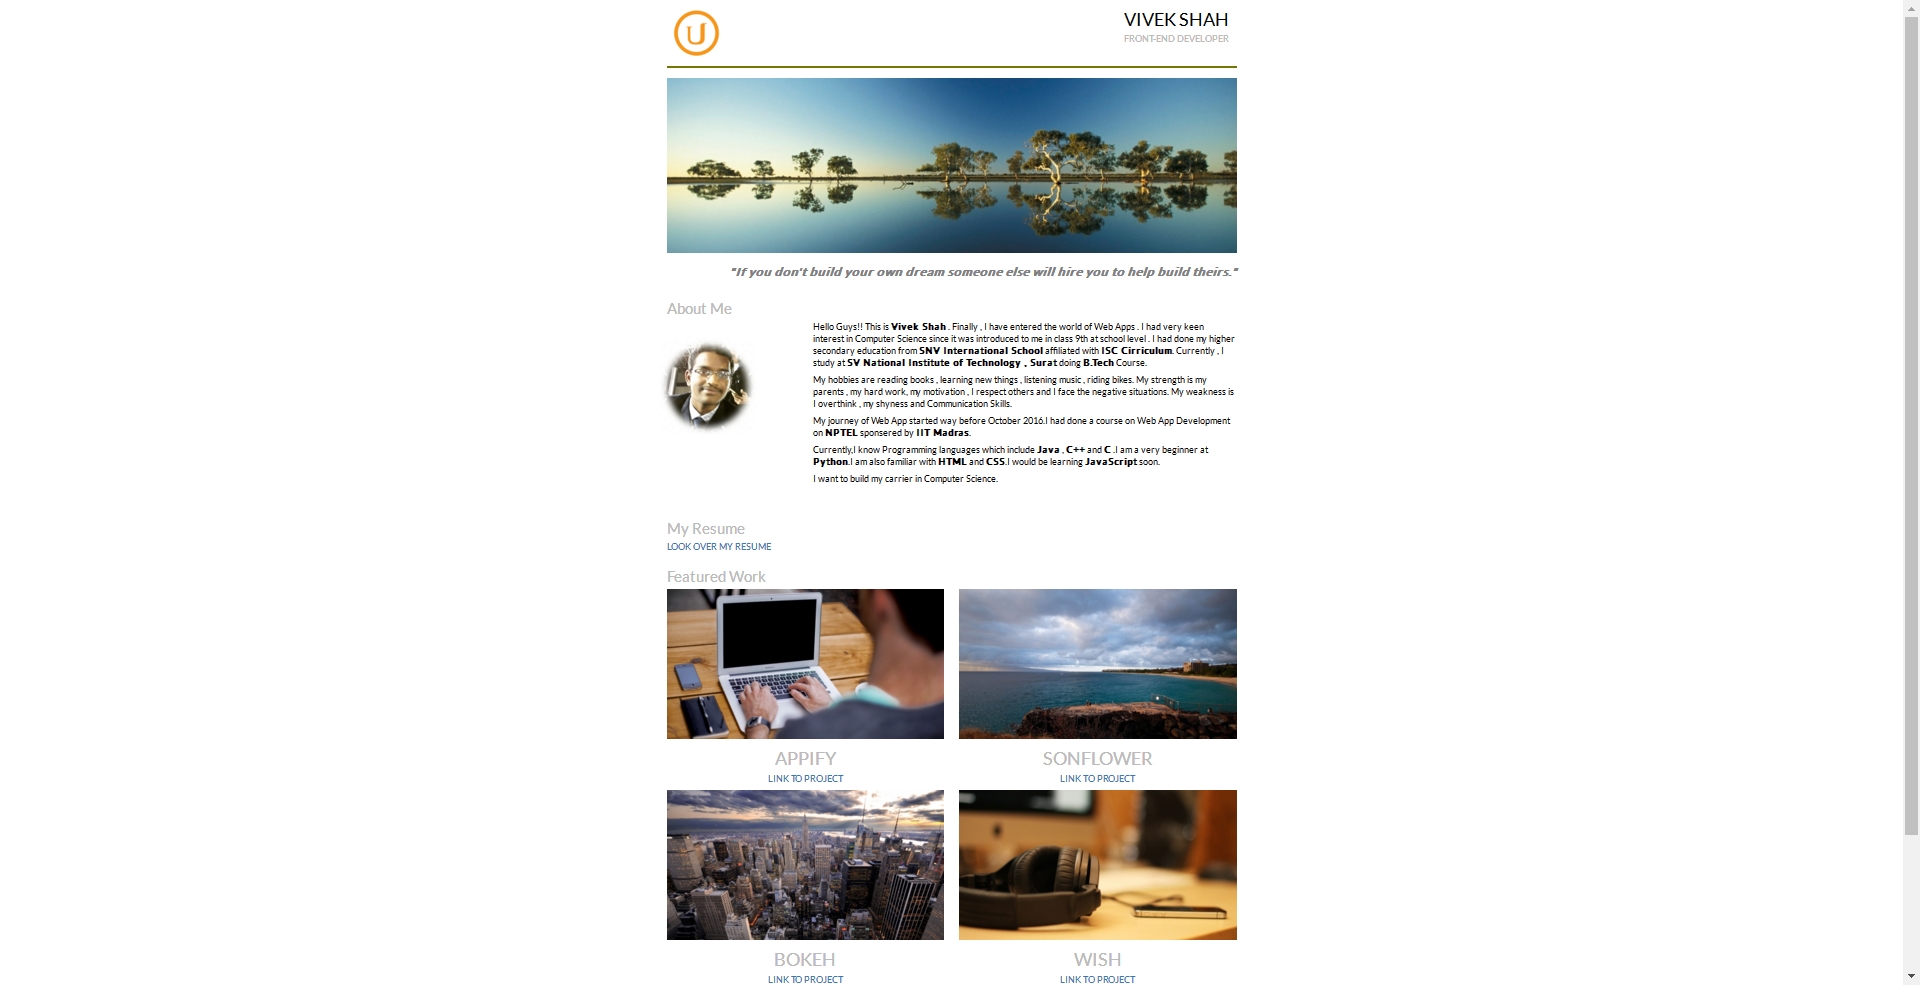 U
VIVEK SHAH
FRONT-END DEVELOPER
"If you don't build your own dream someone else will hire you to help build theirs."
About Me
Hello Guys!! This is Vivek Shah . Finally , I have entered the world of Web Apps . I had very keen
interest in Computer Science since it was introduced to me in class 9th at school level . I had done my higher
secondary education from SNV International School affiliated with ISC Cirriculum. Currently , I
study at SV National Institute of Technology , Surat doing B.Tech Course.
My hobbies are reading books , learning new things , listening music , riding bikes. My strength is my
parents , my hard work, my motivation , I respect others and I face the negative situations. My weakness is
I overthink , my shyness and Communication Skills.
My journey of Web App started way before October 2016.I had done a course on Web App Development
on NPTEL sponsered by IIT Madras.
Currently,I know Programming languages which include Java , C++ and C .I am a very beginner at
Python.I am also familiar with HTML and CSS.I would be learning JavaScript soon.
I want to build my carrier in Computer Science.
My Resume
LOOK OVER MY RESUME
Featured Work
APPIFY
LINK TO PROJECT
SONFLOWER
LINK TO PROJECT
BOKEH
LINK TO PROJECT
WISH
LINK TO PROJECT